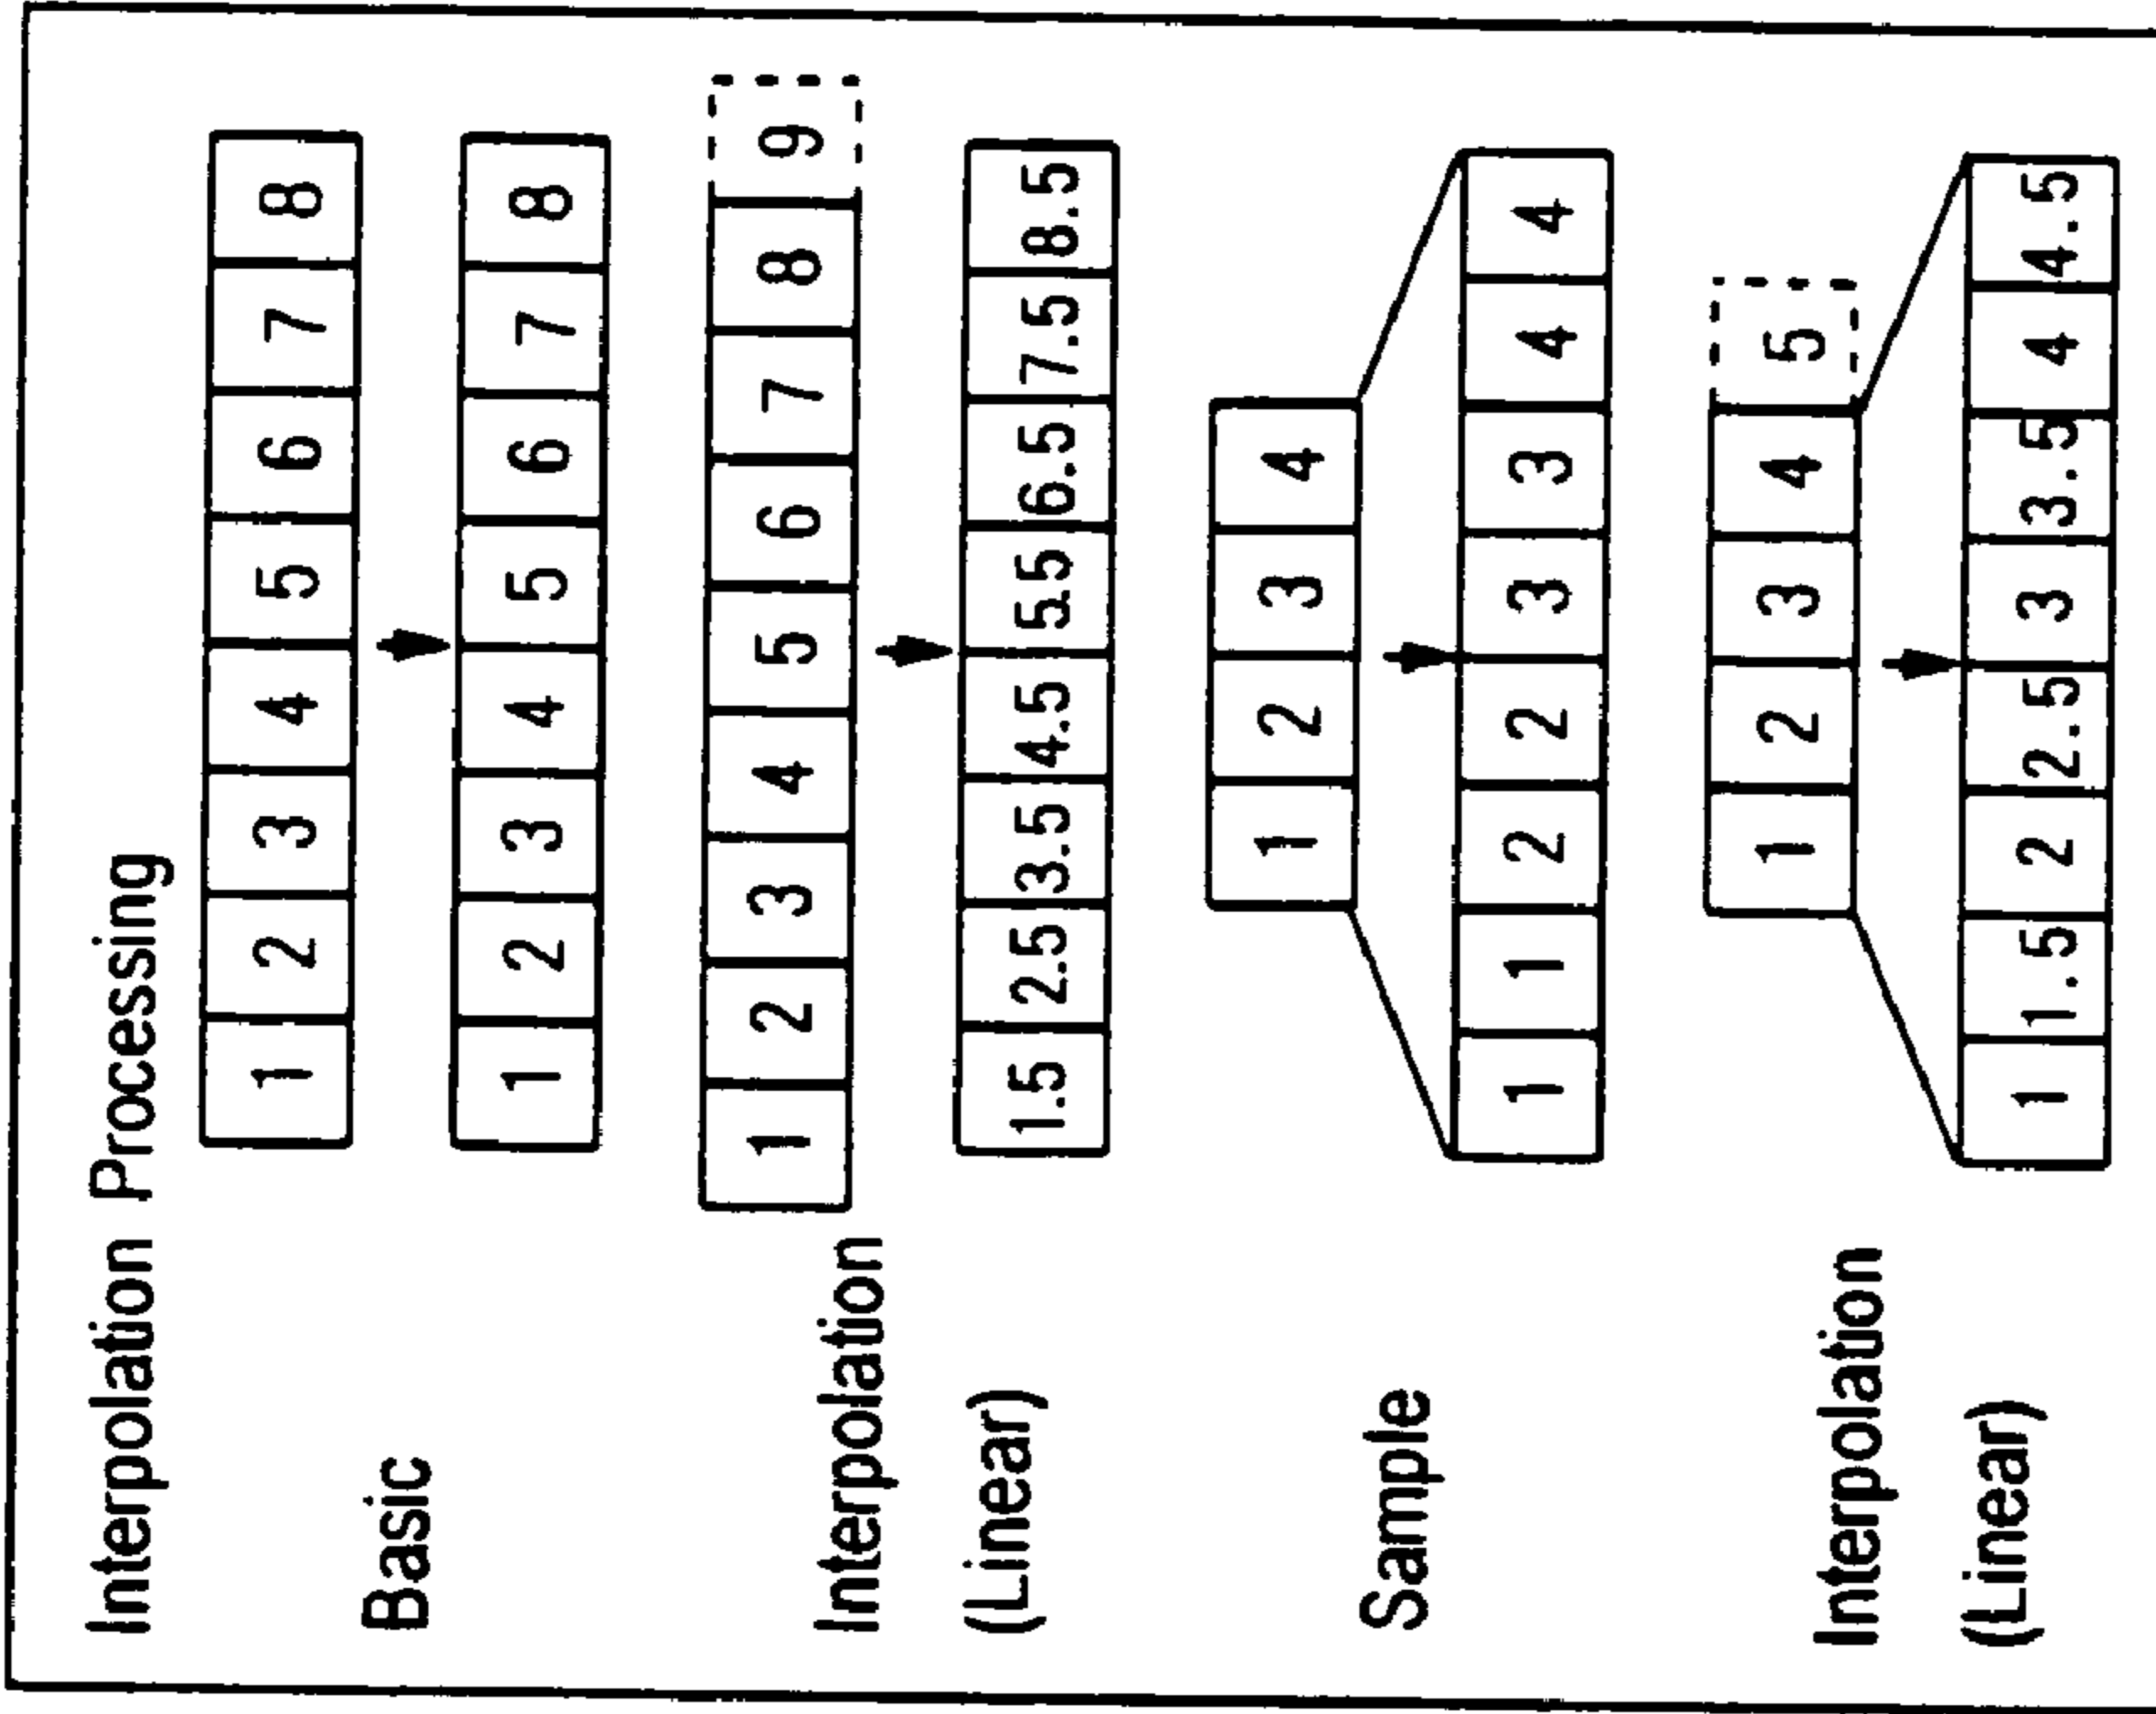 Interpolation Processing
1 2 3 4 5 6 7 8
Basic
1 2 3 4 5 6 7 8
1 2 3 4 5 6 7 8 9
Interpolation
(Linear)
1.5 2.5 3.5 4.5 5.5 6.5 7.5 8.5
1 2 3 4
Sample
1 1 2 2 3 3 4 4
1 2 3 4 5
Interpolation
(Linear)
1 1.5 2 2.5 3 3.5 4 4.5